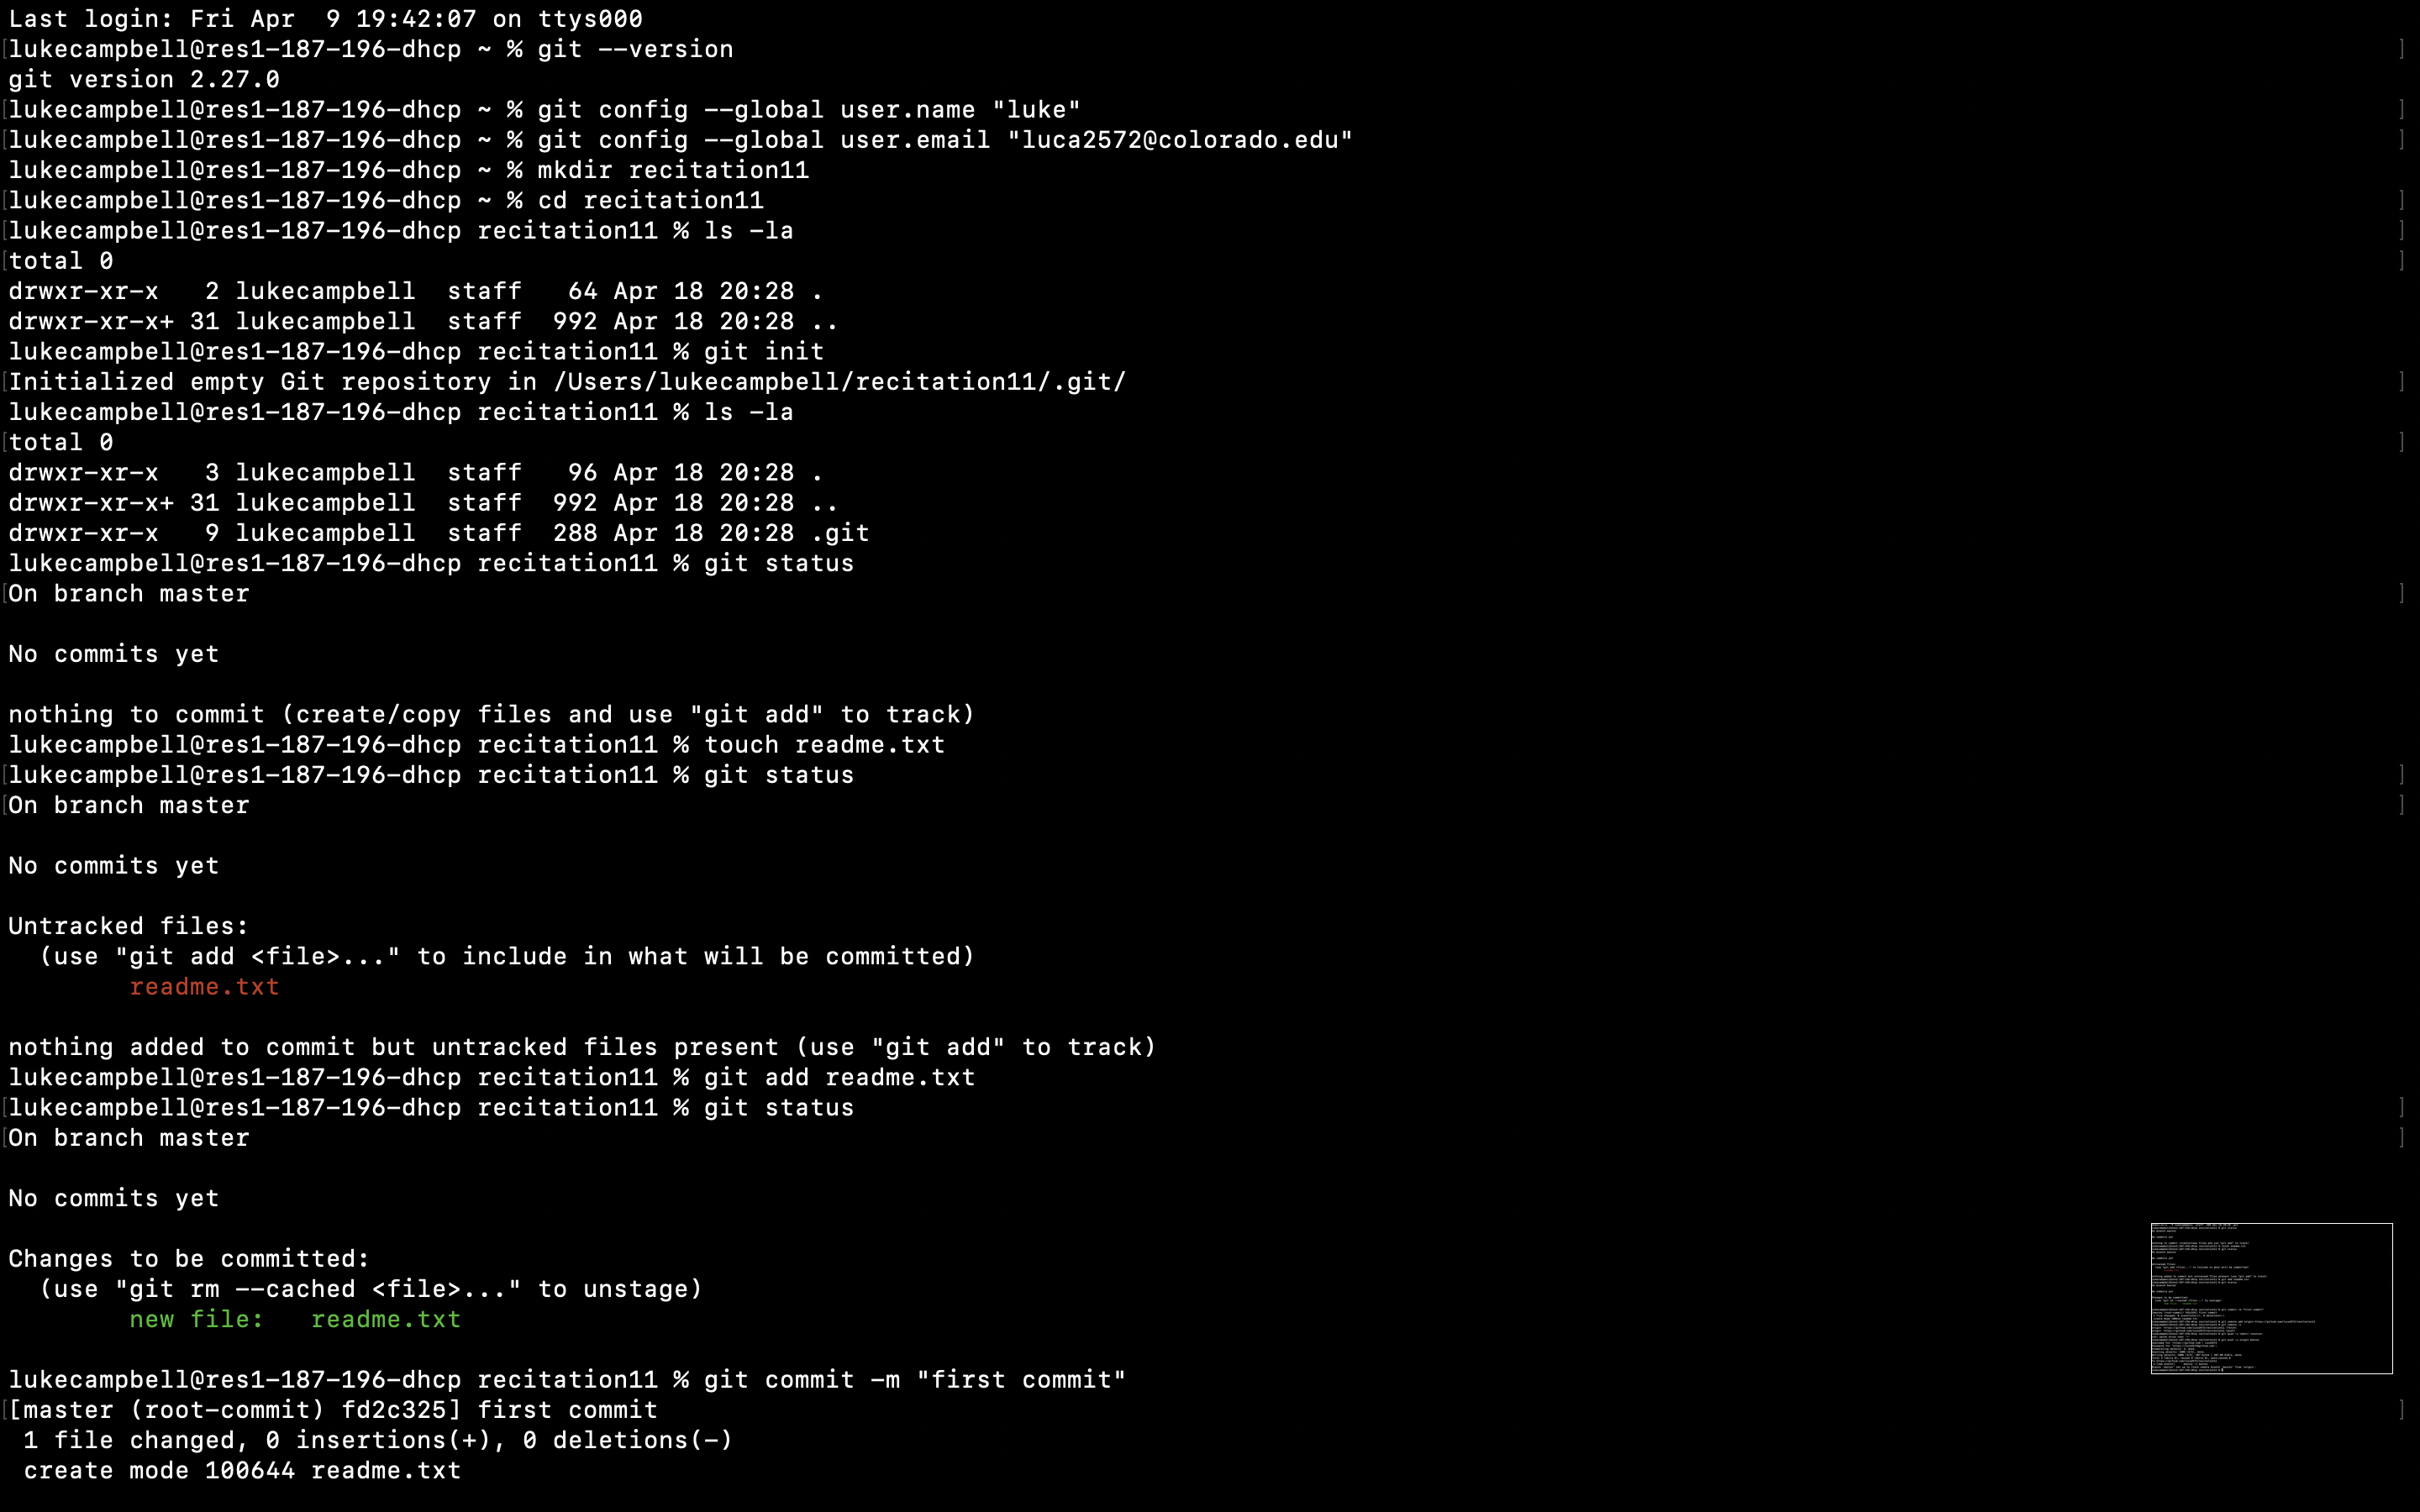 Last login: Fri Apr  9 19:42:07 on ttys000
[lukecampbell@res1-187-196-dhcp ~ % git --version ]
git version 2.27.0
[lukecampbell@res1-187-196-dhcp ~ % git config --global user.name "luke" ]
[lukecampbell@res1-187-196-dhcp ~ % git config --global user.email "luca2572@colorado.edu" ]
lukecampbell@res1-187-196-dhcp ~ % mkdir recitation11
[lukecampbell@res1-187-196-dhcp ~ % cd recitation11 ]
[lukecampbell@res1-187-196-dhcp recitation11 % ls -la ]
[total 0 ]
drwxr-xr-x   2 lukecampbell  staff   64 Apr 18 20:28 .
drwxr-xr-x+ 31 lukecampbell  staff  992 Apr 18 20:28 ..
lukecampbell@res1-187-196-dhcp recitation11 % git init
[Initialized empty Git repository in /Users/lukecampbell/recitation11/.git/ ]
lukecampbell@res1-187-196-dhcp recitation11 % ls -la
[total 0 ]
drwxr-xr-x   3 lukecampbell  staff   96 Apr 18 20:28 .
drwxr-xr-x+ 31 lukecampbell  staff  992 Apr 18 20:28 ..
drwxr-xr-x   9 lukecampbell  staff  288 Apr 18 20:28 .git
lukecampbell@res1-187-196-dhcp recitation11 % git status
[On branch master ]
No commits yet
nothing to commit (create/copy files and use "git add" to track)
lukecampbell@res1-187-196-dhcp recitation11 % touch readme.txt
[lukecampbell@res1-187-196-dhcp recitation11 % git status ]
[On branch master ]
No commits yet
Untracked files:
  (use "git add <file>..." to include in what will be committed)
        readme.txt
nothing added to commit but untracked files present (use "git add" to track)
lukecampbell@res1-187-196-dhcp recitation11 % git add readme.txt
[lukecampbell@res1-187-196-dhcp recitation11 % git status ]
[On branch master ]
No commits yet
Changes to be committed:
  (use "git rm --cached <file>..." to unstage)
        new file:   readme.txt
lukecampbell@res1-187-196-dhcp recitation11 % git commit -m "first commit"
[[master (root-commit) fd2c325] first commit ]
 1 file changed, 0 insertions(+), 0 deletions(-)
 create mode 100644 readme.txt